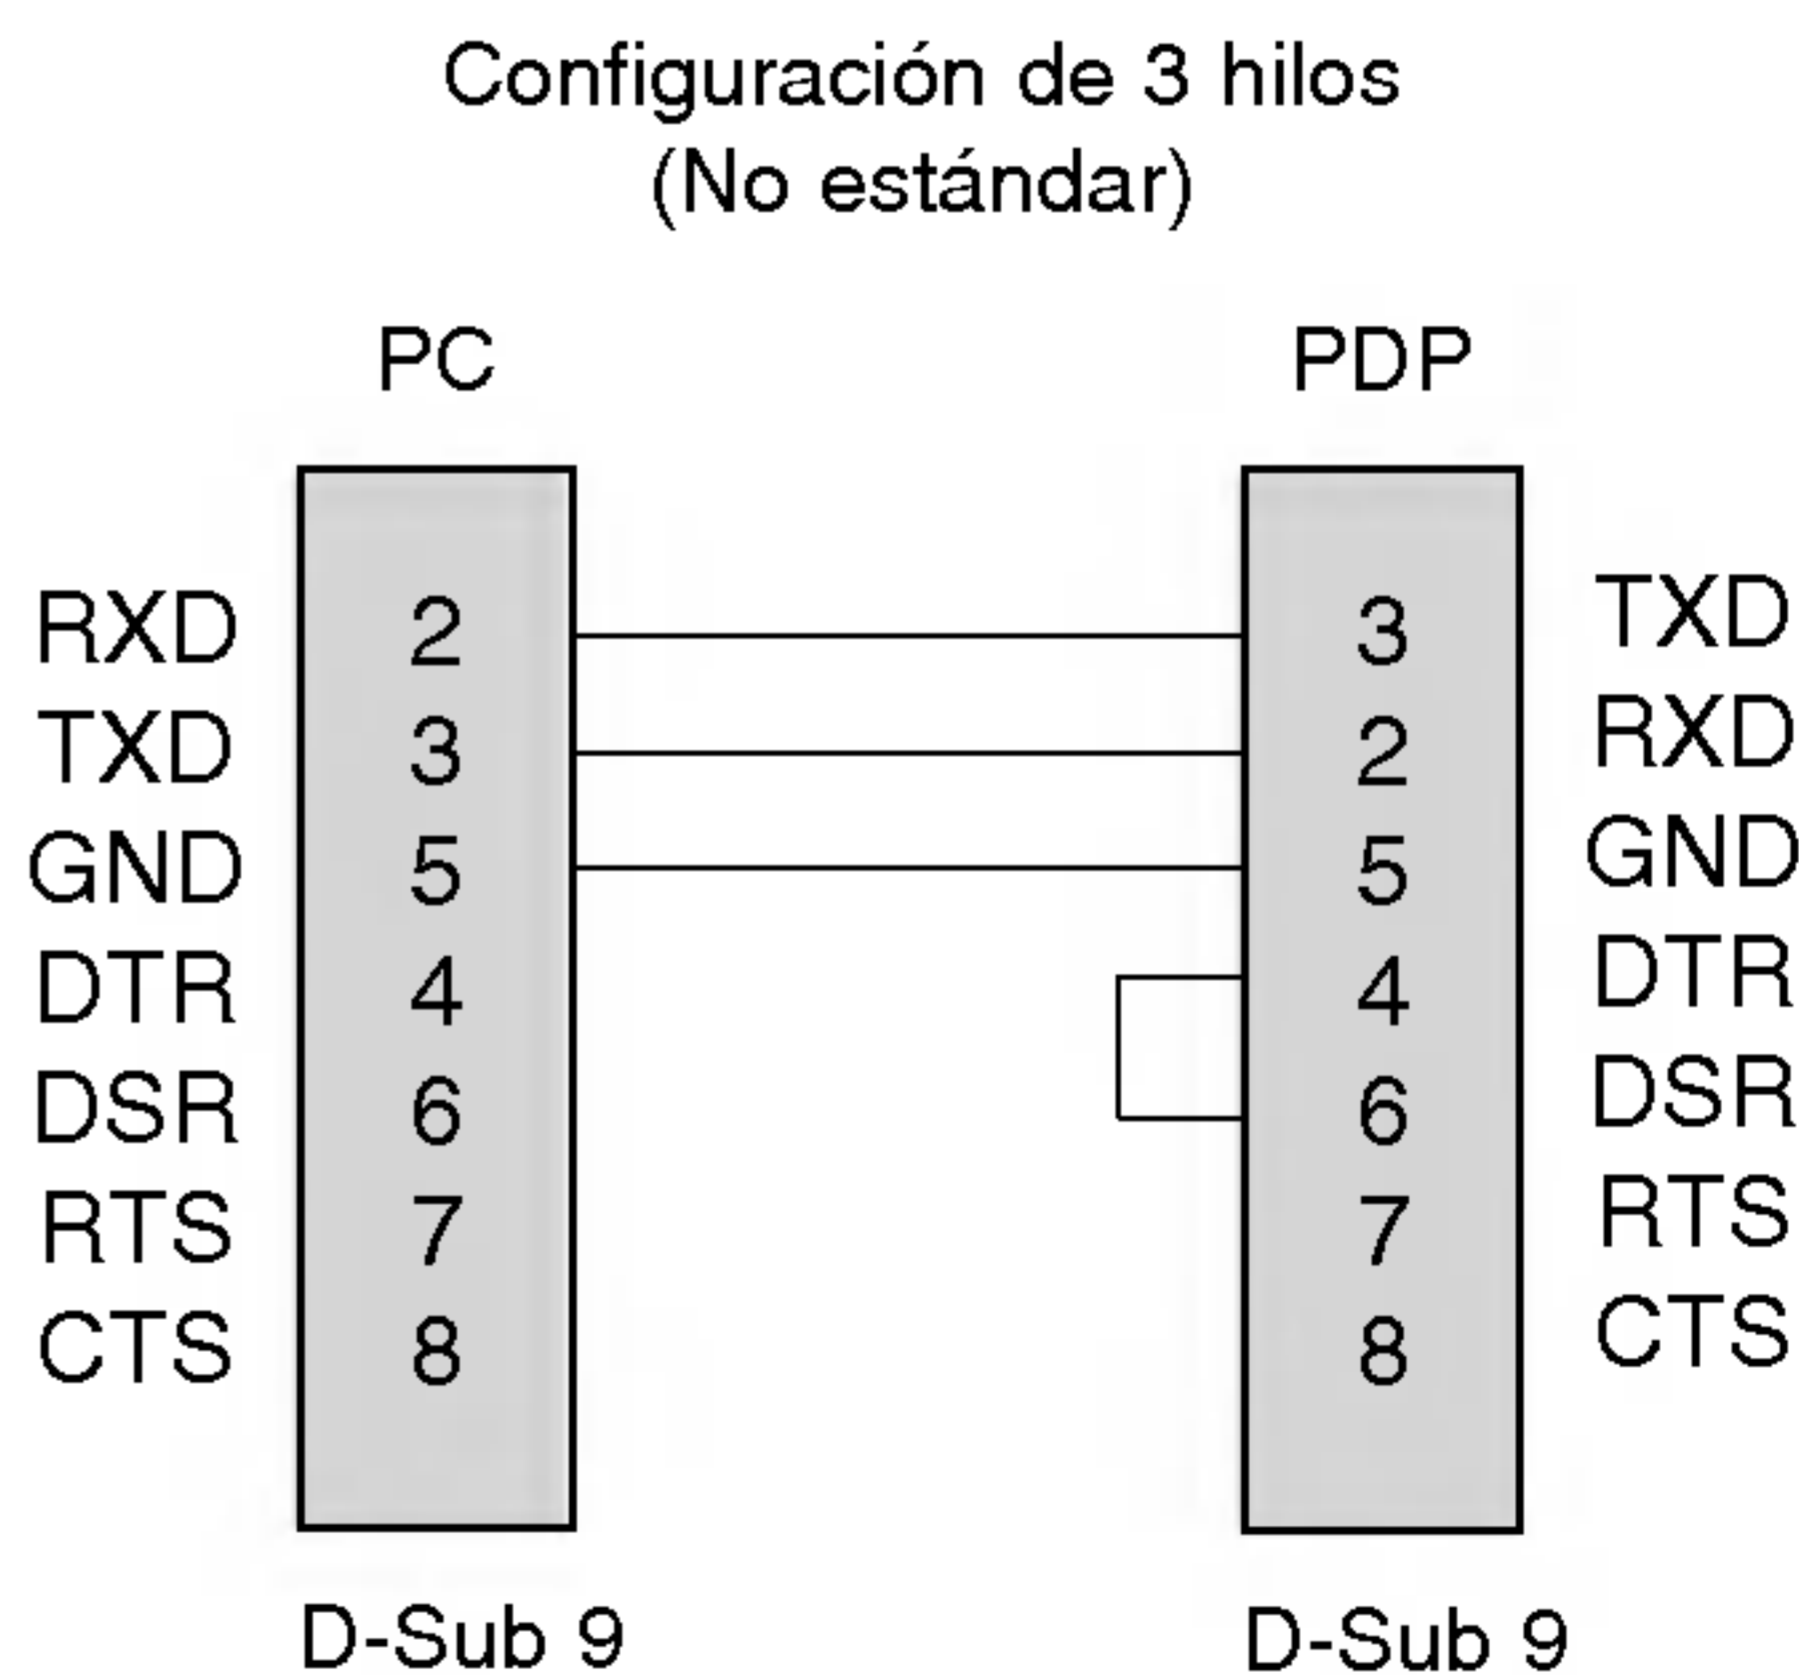 Configuración de 3 hilos
(No estándar)
PC PDP
RXD 2 3 TXD
TXD 3 2 RXD
GND 5 5 GND
DTR 4 4 DTR
DSR 6 6 DSR
RTS 7 7 RTS
CTS 8 8 CTS
D-Sub 9 D-Sub 9